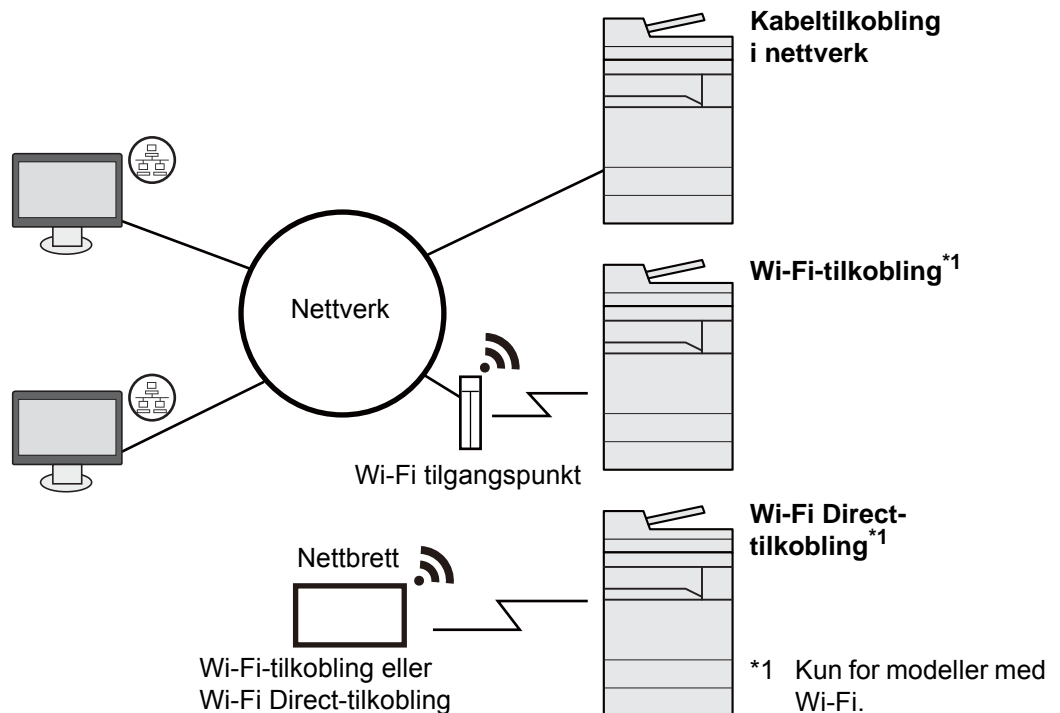 Kabeltilkobling
i nettverk
Wi-Fi-tilkobling*1
Nettverk
Wi-Fi tilgangspunkt
Wi-Fi Direct-
tilkobling*1
Nettbrett
Wi-Fi-tilkobling eller
Wi-Fi Direct-tilkobling
*1 Kun for modeller med
Wi-Fi.